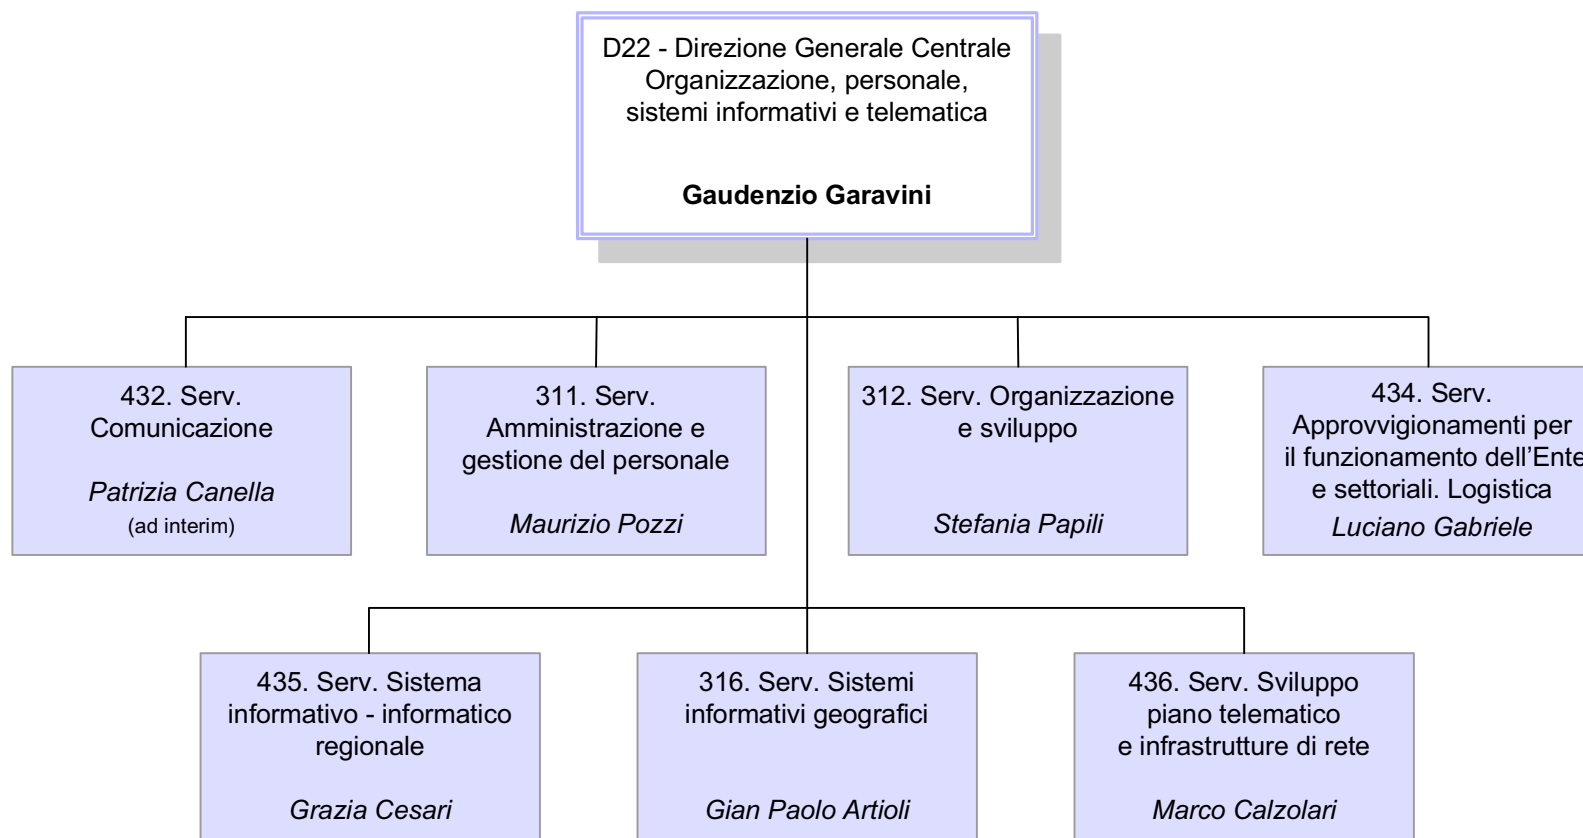 D22 - Direzione Generale Centrale
Organizzazione, personale,
sistemi informativi e telematica
Gaudenzio Garavini
432. Serv.
Comunicazione
Patrizia Canella
(ad interim)
311. Serv.
Amministrazione e
gestione del personale
Maurizio Pozzi
312. Serv. Organizzazione
e sviluppo
Stefania Papili
434. Serv.
Approvvigionamenti per
il funzionamento dell'Ente
e settoriali. Logistica
Luciano Gabriele
435. Serv. Sistema
informativo - informatico
regionale
Grazia Cesari
316. Serv. Sistemi
informativi geografici
Gian Paolo Artioli
436. Serv. Sviluppo
piano telematico
e infrastrutture di rete
Marco Calzolari